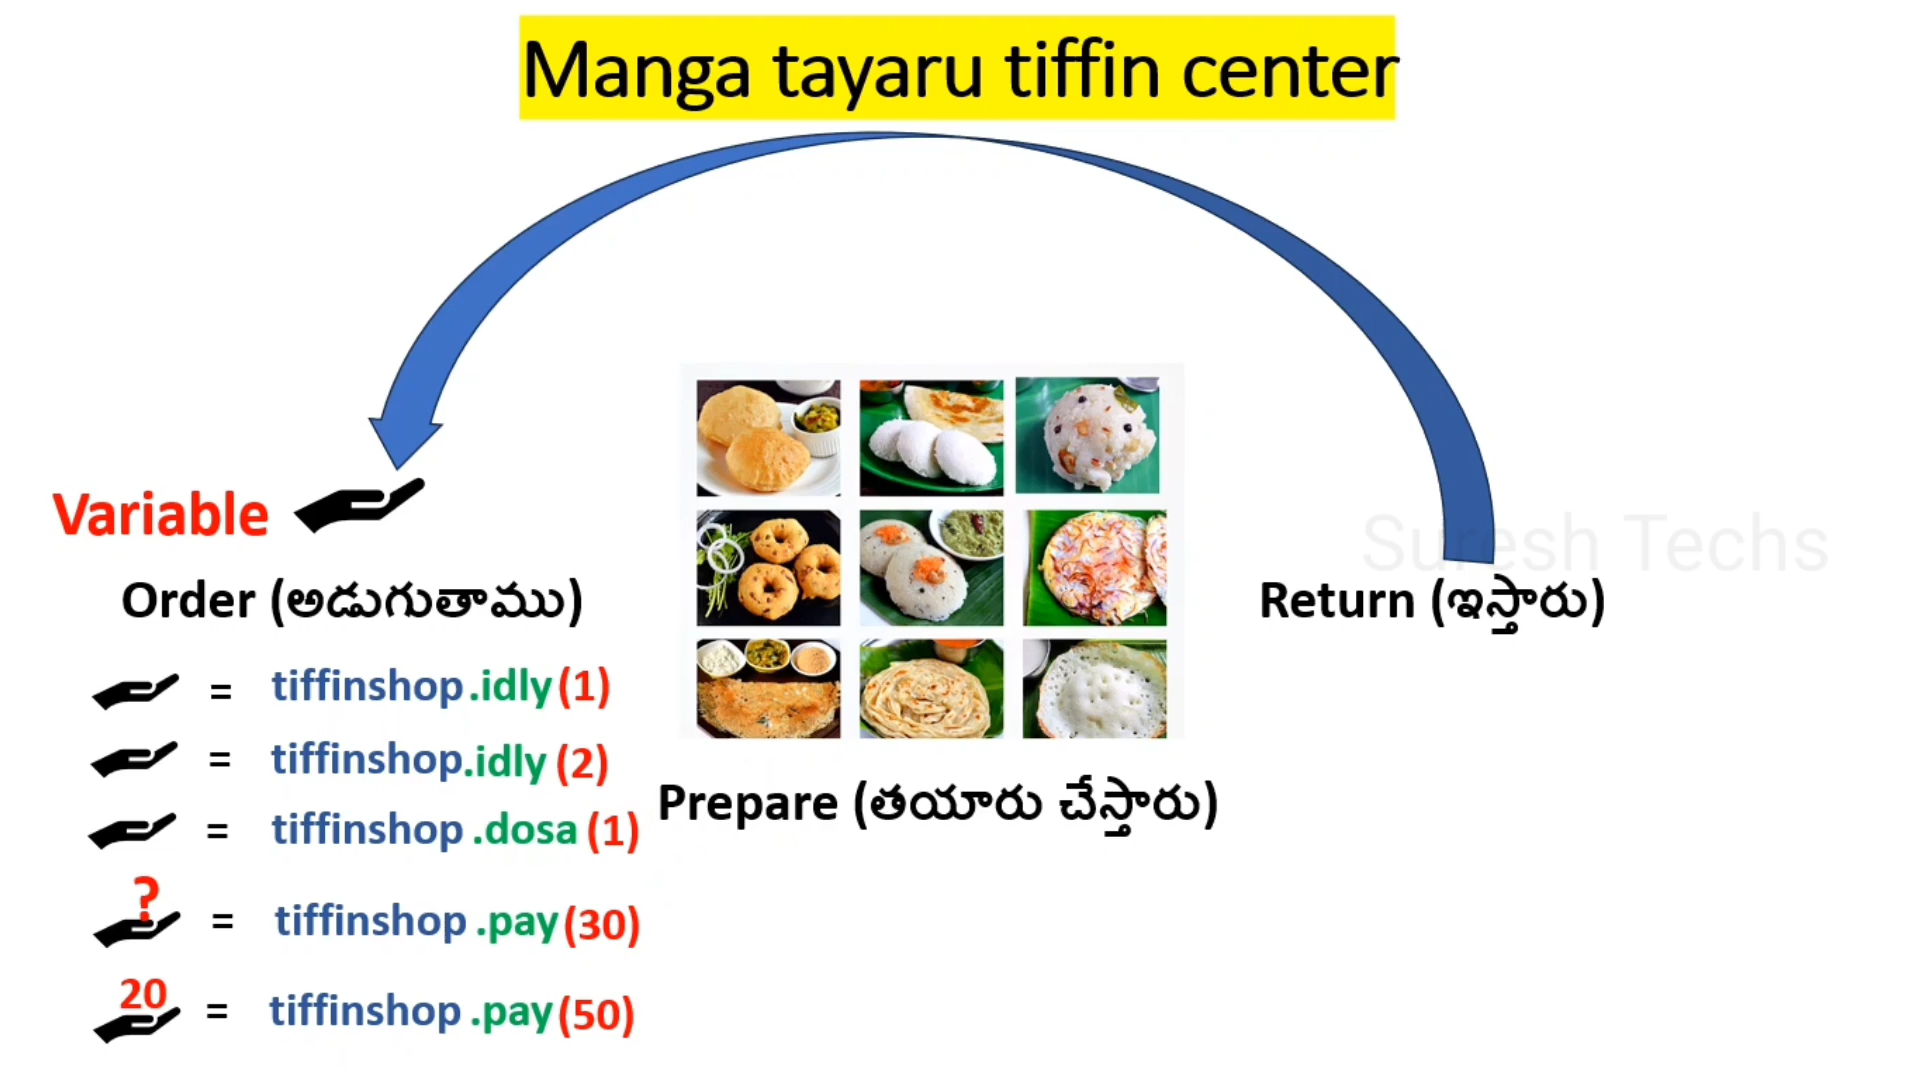 Manga tayaru tiffin center
Variable
Suresh Techs
Order (అడుగుతాము)
Return (ఇస్తారు)
= tiffinshop.idly(1)
= tiffinshop.idly (2)
= tiffinshop .dosa (1)
Prepare (తయారు చేస్తారు)
? = tiffinshop .pay(30)
20 = tiffinshop .pay(50)